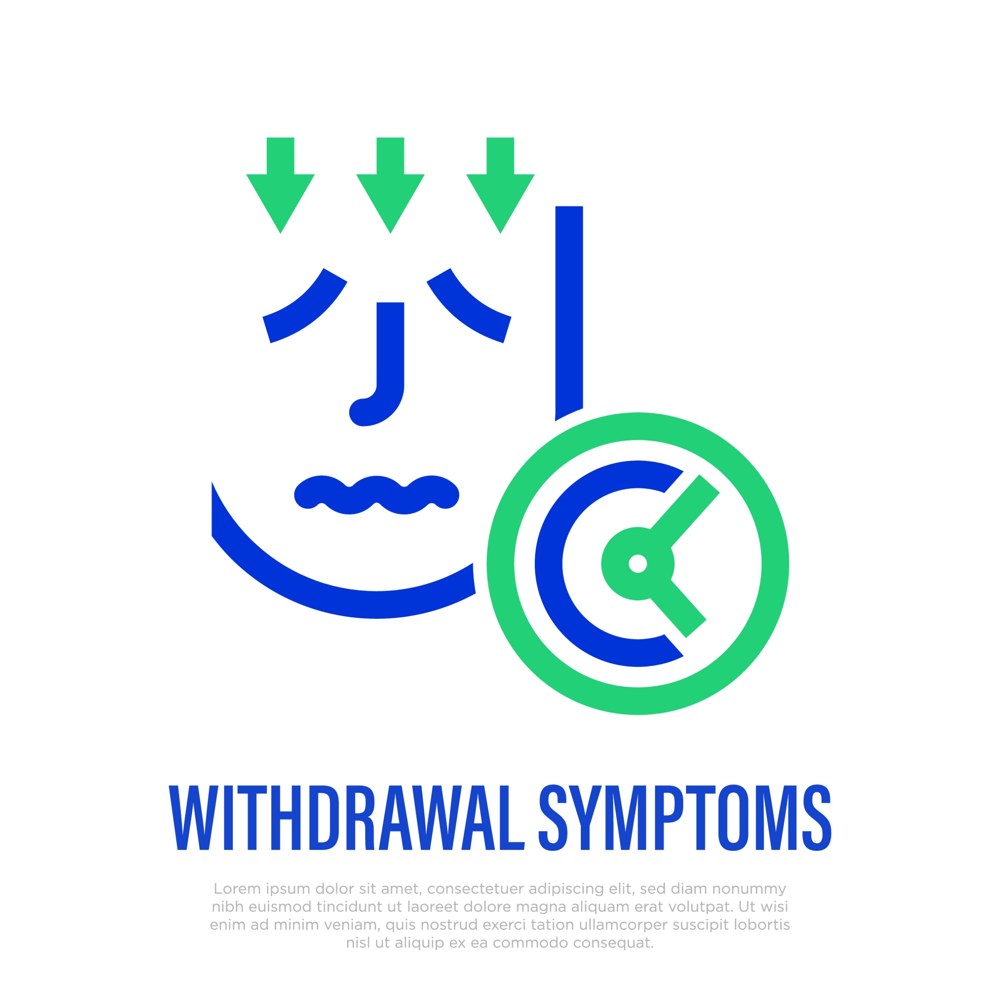 WITHDRAWAL SYMPTOMS
Lorem ipsum dolor sit amet, consectetuer adipiscing elit, sed diam nonummy
nibh euismod tincidunt ut laoreet dolore magna aliquam erat volutpat. Ut wisi
enim ad minim veniam, quis nostrud exerci tation ullamcorper suscipit lobortis
nisl ut aliquip ex ea commodo consequat.